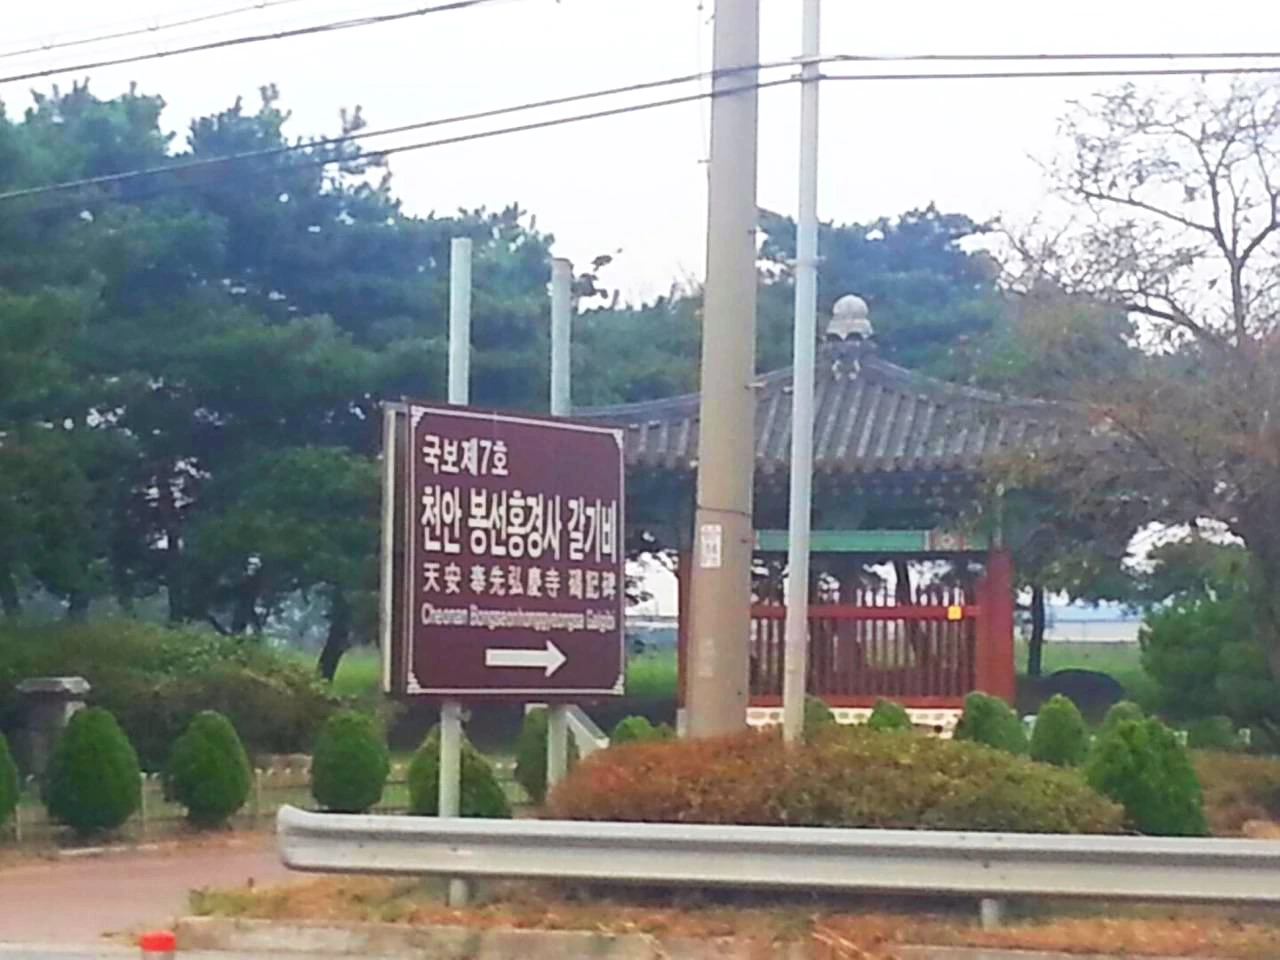 국보제7호
천안 봉선홍경사 갈기비
天安 奉先弘慶寺 碣記碑
Cheonan Bongseonhonggyeongsa Galgibi